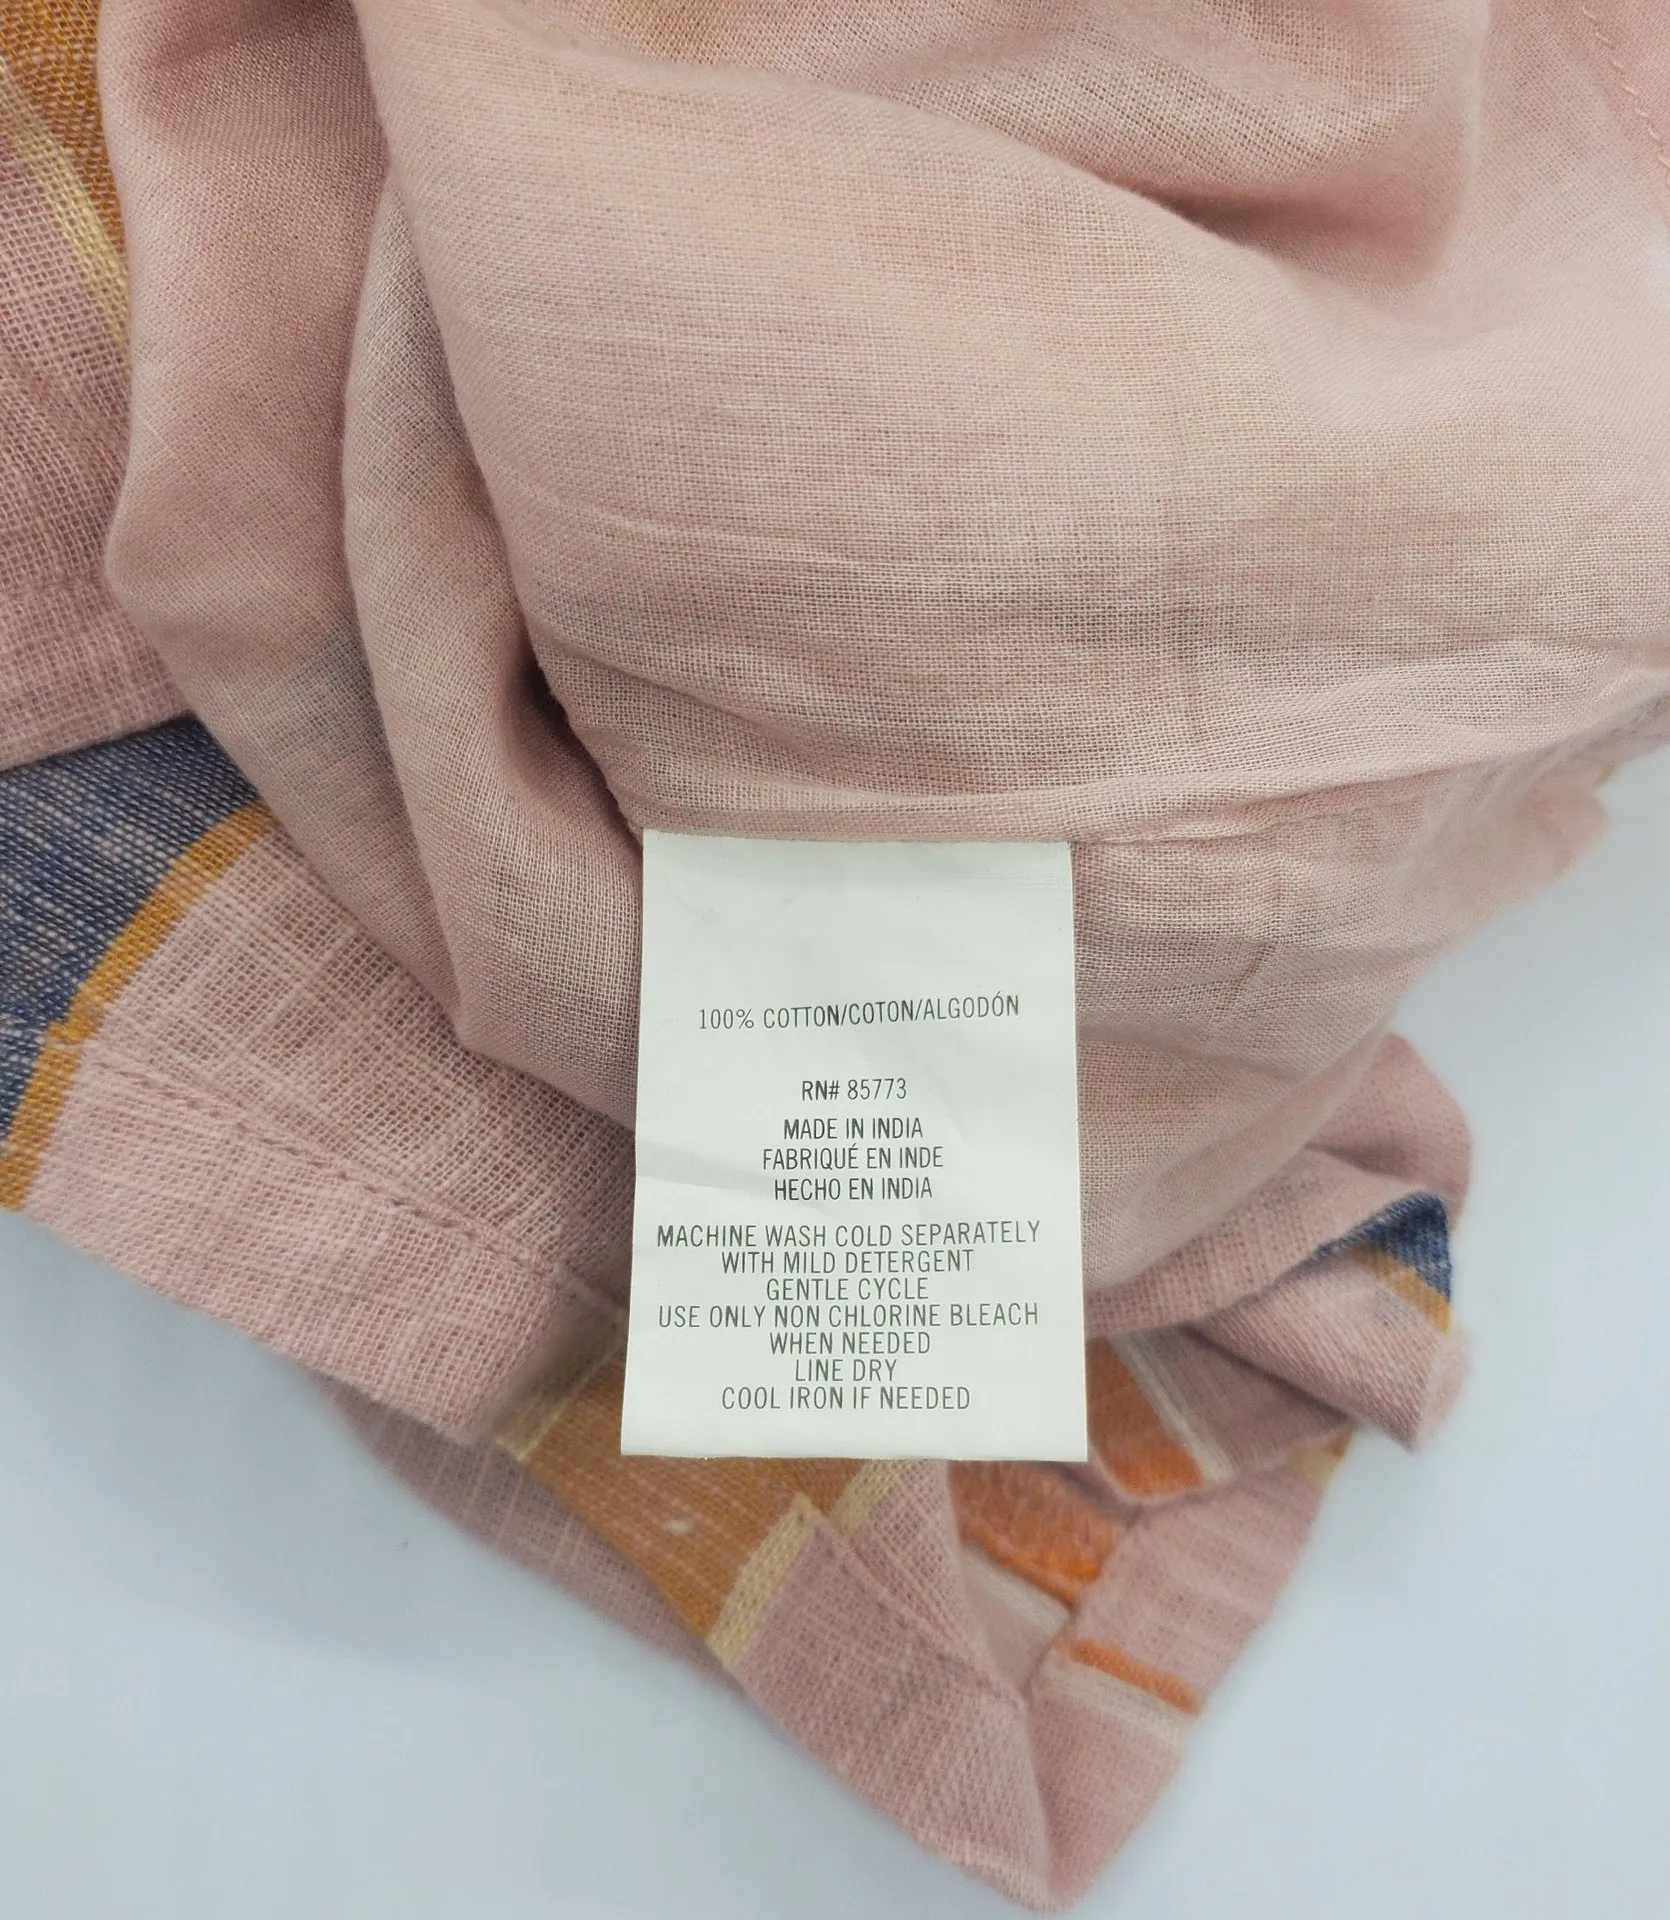 100% COTTON/COTON/ALGODÓN
RN# 85773
MADE IN INDIA
FABRIQUÉ EN INDE
HECHO EN INDIA
MACHINE WASH COLD SEPARATELY
WITH MILD DETERGENT
GENTLE CYCLE
USE ONLY NON CHLORINE BLEACH
WHEN NEEDED
LINE DRY
COOL IRON IF NEEDED